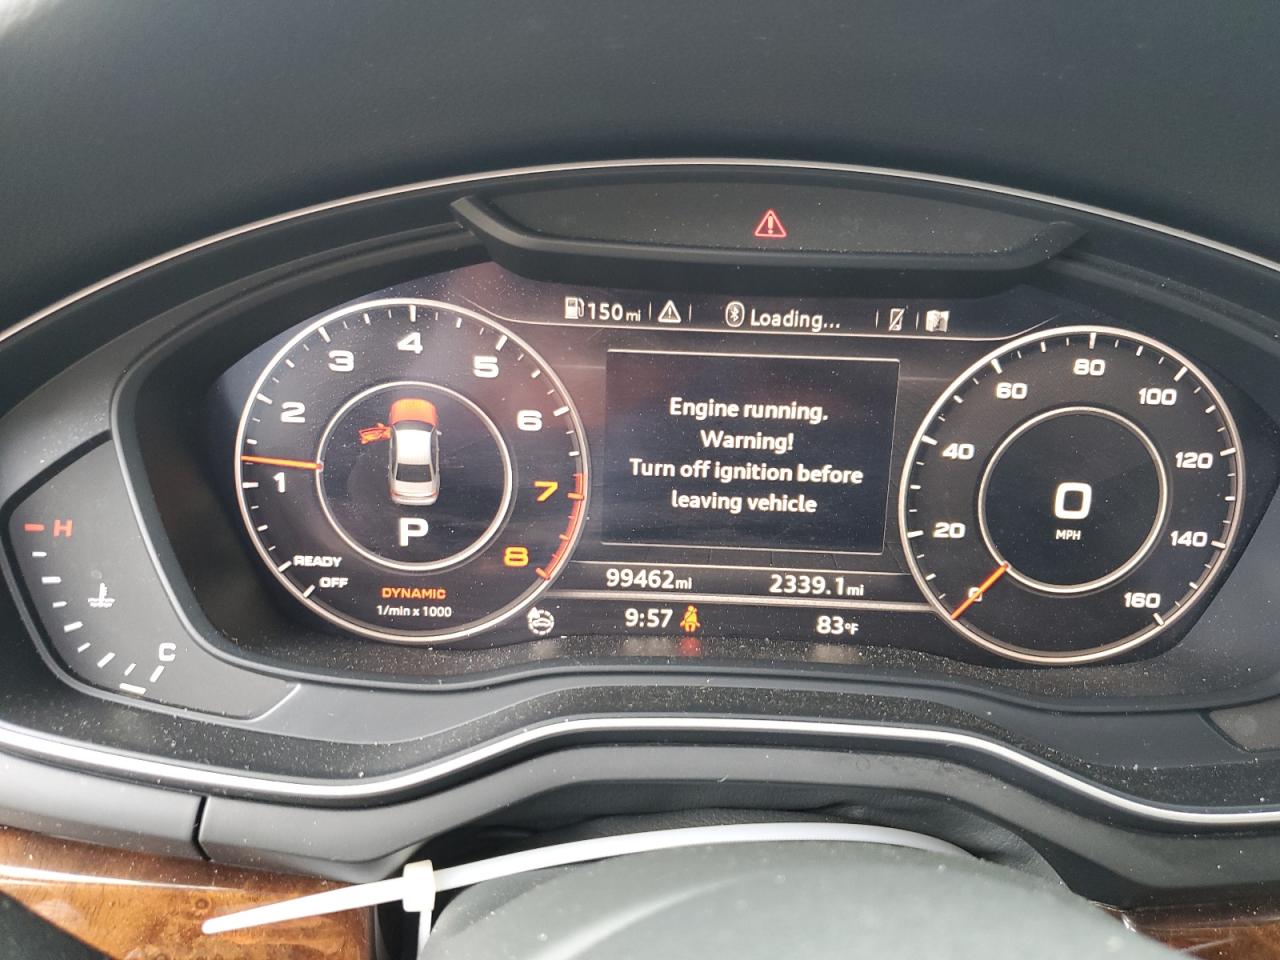 150 mi
Loading...
1
2
3
4
5
6
7
8
READY
OFF
P
DYNAMIC
1/min x 1000
Engine running.
Warning!
Turn off ignition before
leaving vehicle
99462mi
2339.1mi
9:57
83°F
20
40
60
80
100
120
140
160
0
MPH
H
C